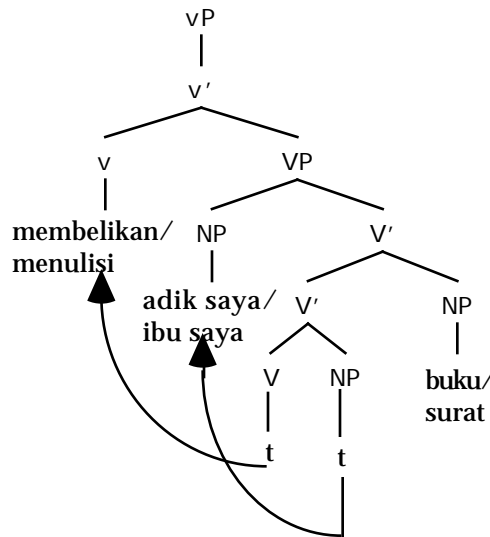 vP
v'
v VP
membelikan/ NP V'
menulisi
adik saya/ V' NP
ibu saya
V NP buku/
surat
t t